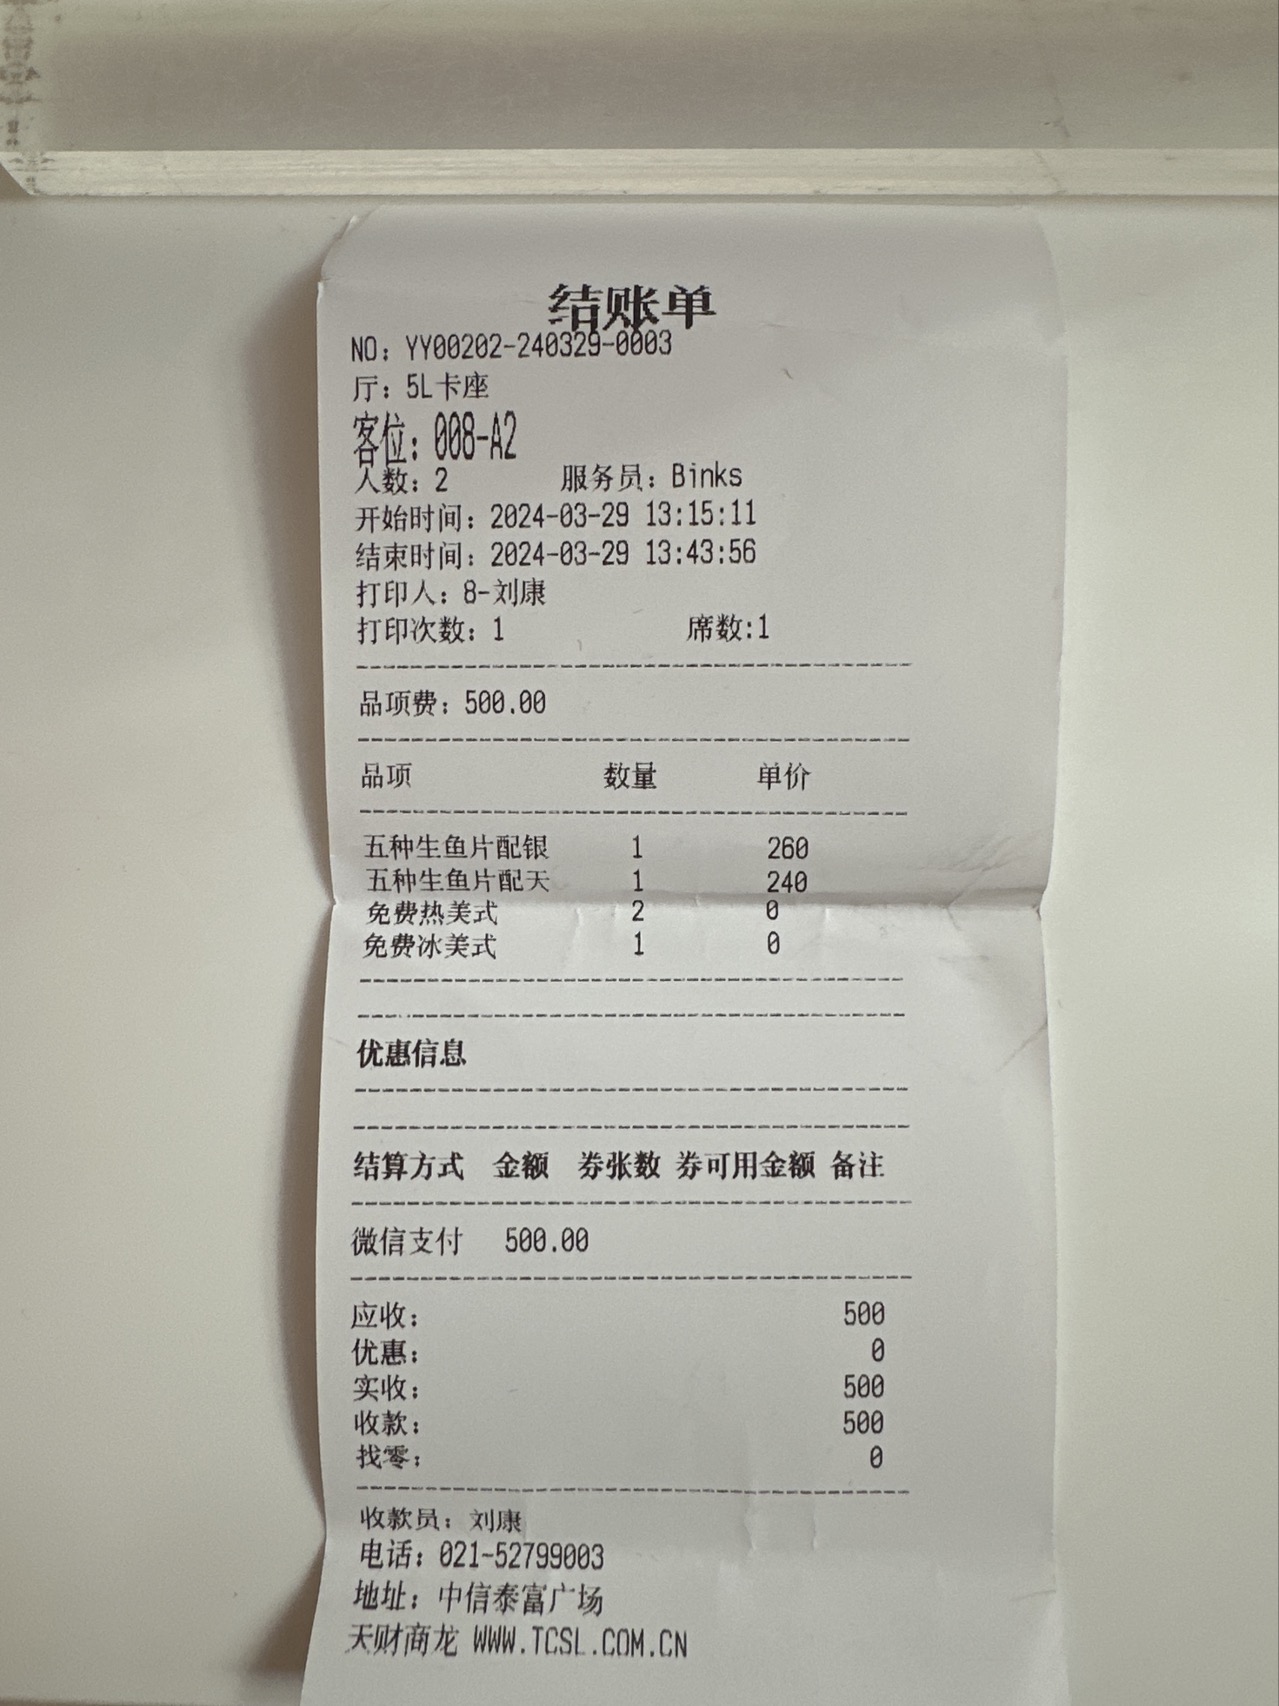 结账单
NO: YY00202-240329-0003
厅: 5L卡座
客位: 008-A2
人数: 2 服务员: Binks
开始时间: 2024-03-29 13:15:11
结束时间: 2024-03-29 13:43:56
打印人: 8-刘康
打印次数: 1 席数:1
品项费: 500.00
品项 数量 单价
五种生鱼片配银 1 260
五种生鱼片配天 1 240
免费热美式 2 0
免费冰美式 1 0
优惠信息
结算方式 金额 券张数 券可用金额 备注
微信支付 500.00
应收: 500
优惠: 0
实收: 500
收款: 500
找零: 0
收款员: 刘康
电话: 021-52799003
地址: 中信泰富广场
天财商龙 WWW.TCSL.COM.CN